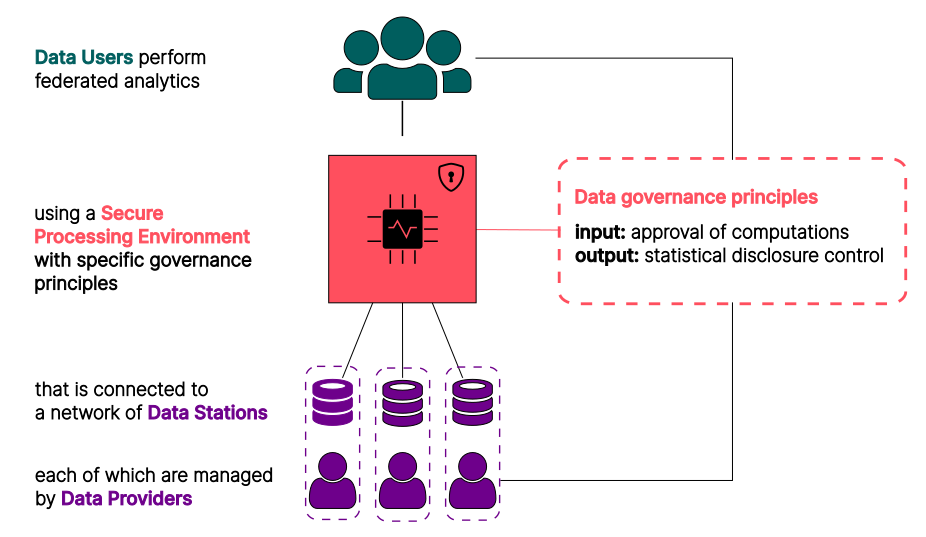 Data Users perform
federated analytics
using a Secure
Processing Environment
with specific governance
principles
Data governance principles
input: approval of computations
output: statistical disclosure control
that is connected to
a network of Data Stations
each of which are managed
by Data Providers